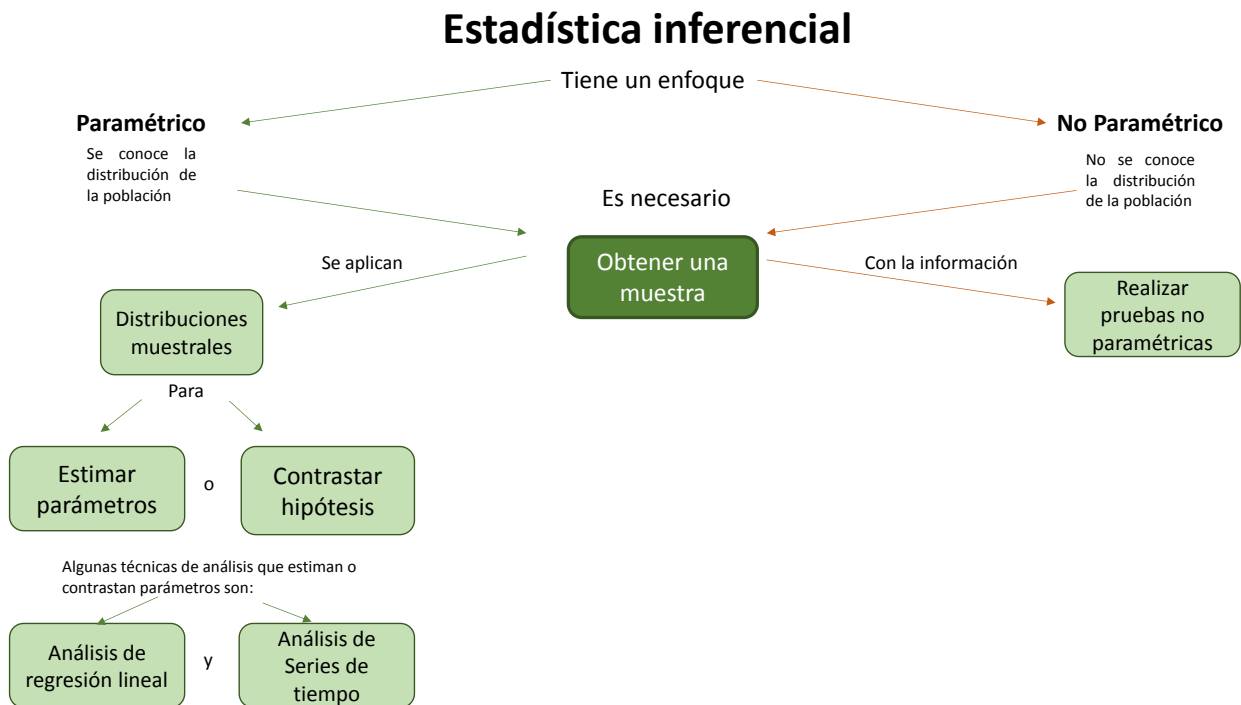 Estadística inferencial
Tiene un enfoque
Paramétrico
Se conoce la
distribución de
la población
No Paramétrico
No se conoce
la distribución
de la población
Es necesario
Obtener una
muestra
Se aplican
Con la información
Distribuciones
muestrales
Realizar
pruebas no
paramétricas
Para
Estimar
parámetros
o
Contrastar
hipótesis
Algunas técnicas de análisis que estiman o
contrastan parámetros son:
Análisis de
regresión lineal
y
Análisis de
Series de
tiempo